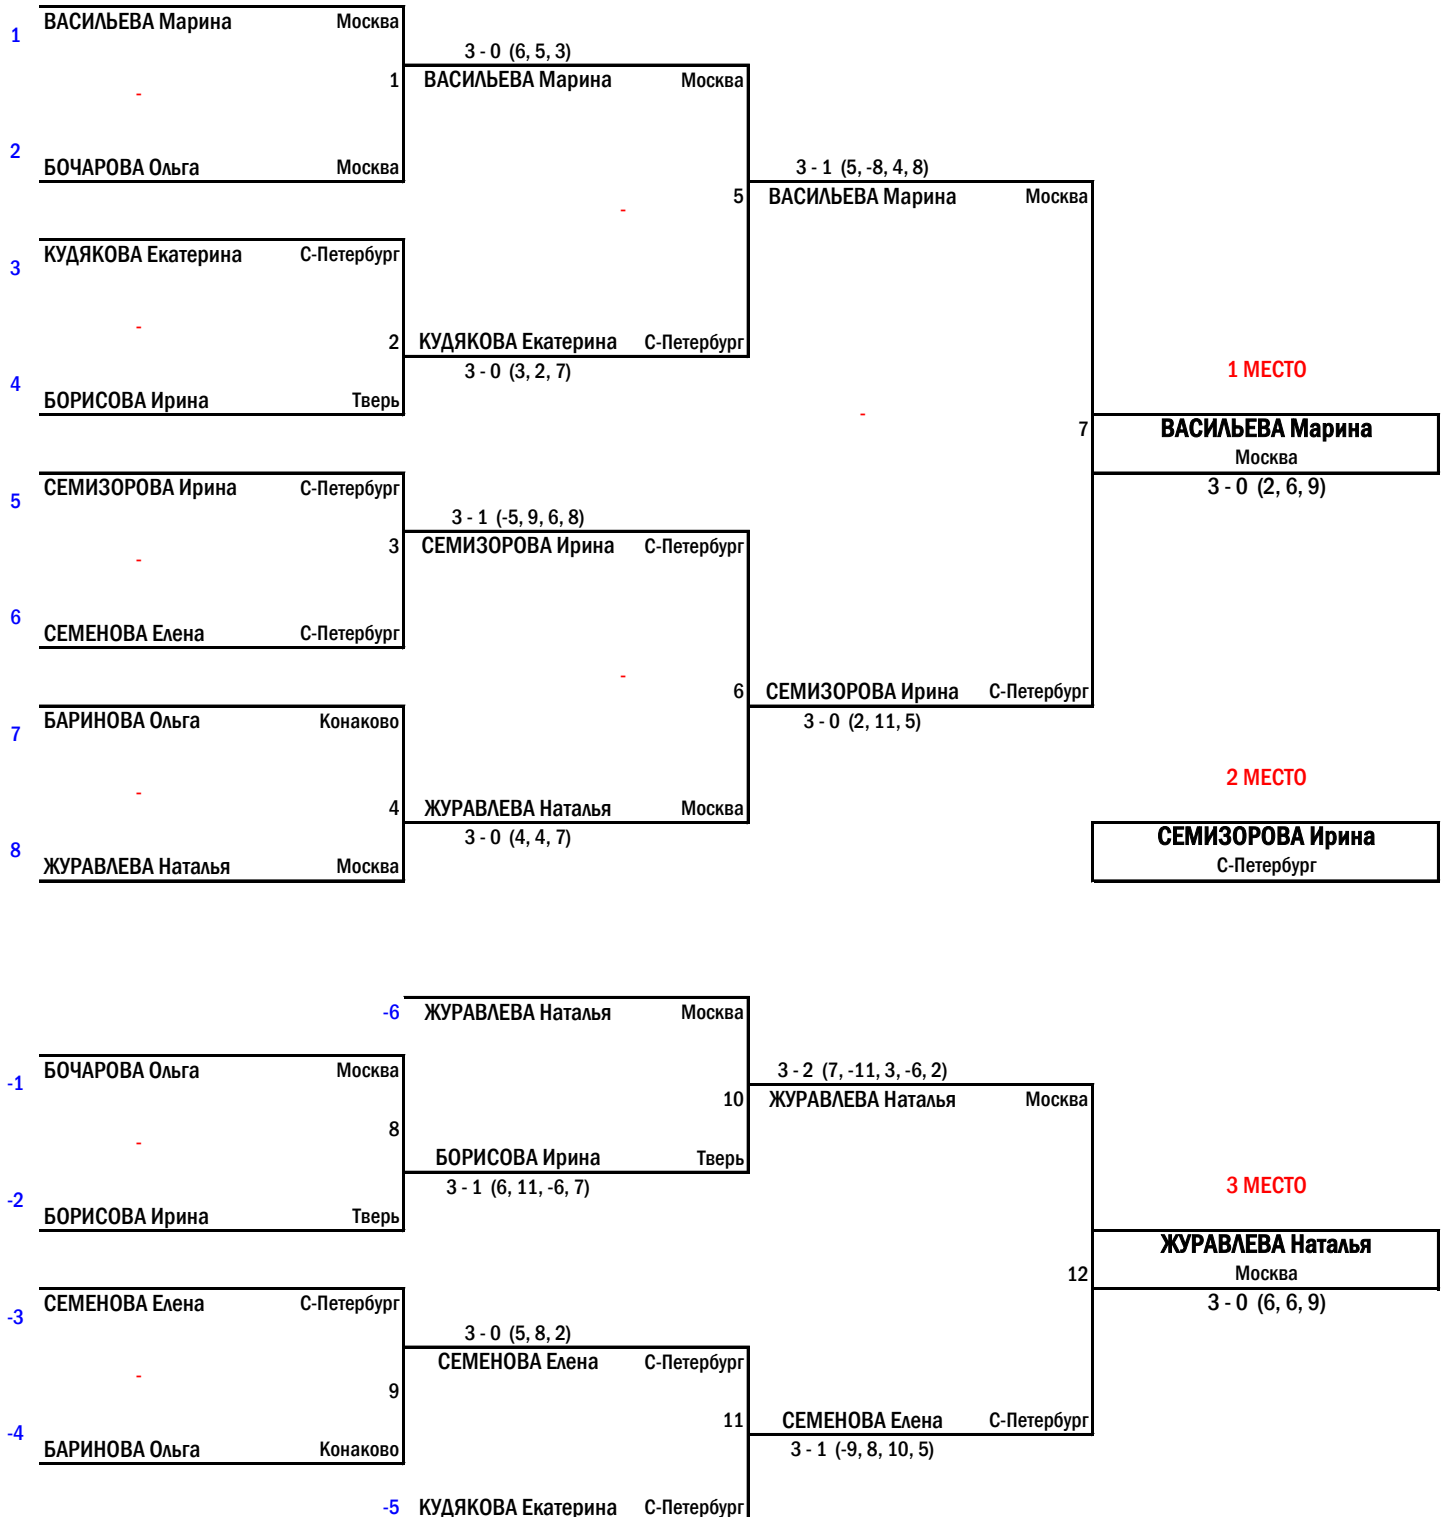 1 ВАСИЛЬЕВА Марина Москва
3 - 0 (6, 5, 3)
1 ВАСИЛЬЕВА Марина Москва
-
2 БОЧАРОВА Ольга Москва
3 - 1 (5, -8, 4, 8)
5 ВАСИЛЬЕВА Марина Москва
-
3 КУДЯКОВА Екатерина С-Петербург
-
2 КУДЯКОВА Екатерина С-Петербург
3 - 0 (3, 2, 7)
1 МЕСТО
4 БОРИСОВА Ирина Тверь
-
7 ВАСИЛЬЕВА Марина
Москва
3 - 0 (2, 6, 9)
5 СЕМИЗОРОВА Ирина С-Петербург
3 - 1 (-5, 9, 6, 8)
3 СЕМИЗОРОВА Ирина С-Петербург
-
6 СЕМЕНОВА Елена С-Петербург
-
6 СЕМИЗОРОВА Ирина С-Петербург
3 - 0 (2, 11, 5)
7 БАРИНОВА Ольга Конаково
2 МЕСТО
-
4 ЖУРАВЛЕВА Наталья Москва
3 - 0 (4, 4, 7)
СЕМИЗОРОВА Ирина
С-Петербург
8 ЖУРАВЛЕВА Наталья Москва
-6 ЖУРАВЛЕВА Наталья Москва
-1 БОЧАРОВА Ольга Москва
3 - 2 (7, -11, 3, -6, 2)
10 ЖУРАВЛЕВА Наталья Москва
8
-
БОРИСОВА Ирина Тверь
3 - 1 (6, 11, -6, 7)
3 МЕСТО
-2 БОРИСОВА Ирина Тверь
ЖУРАВЛЕВА Наталья
12 Москва
3 - 0 (6, 6, 9)
-3 СЕМЕНОВА Елена С-Петербург
3 - 0 (5, 8, 2)
СЕМЕНОВА Елена С-Петербург
-
9
11 СЕМЕНОВА Елена С-Петербург
3 - 1 (-9, 8, 10, 5)
-4 БАРИНОВА Ольга Конаково
-5 КУДЯКОВА Екатерина С-Петербург